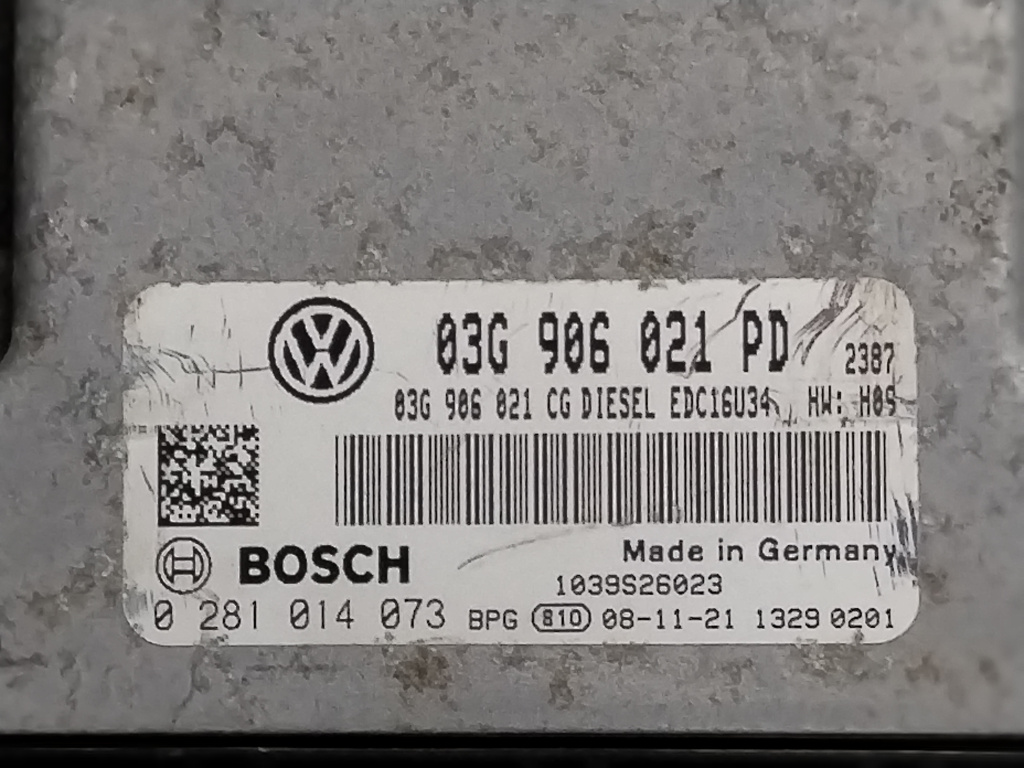 03G 906 021 PD 2387
03G 906 021 CG DIESEL EDC16U34 HW: H09
BOSCH
Made in Germany
1039S26023
0 281 014 073 BPG 810 08-11-21 1329 0201